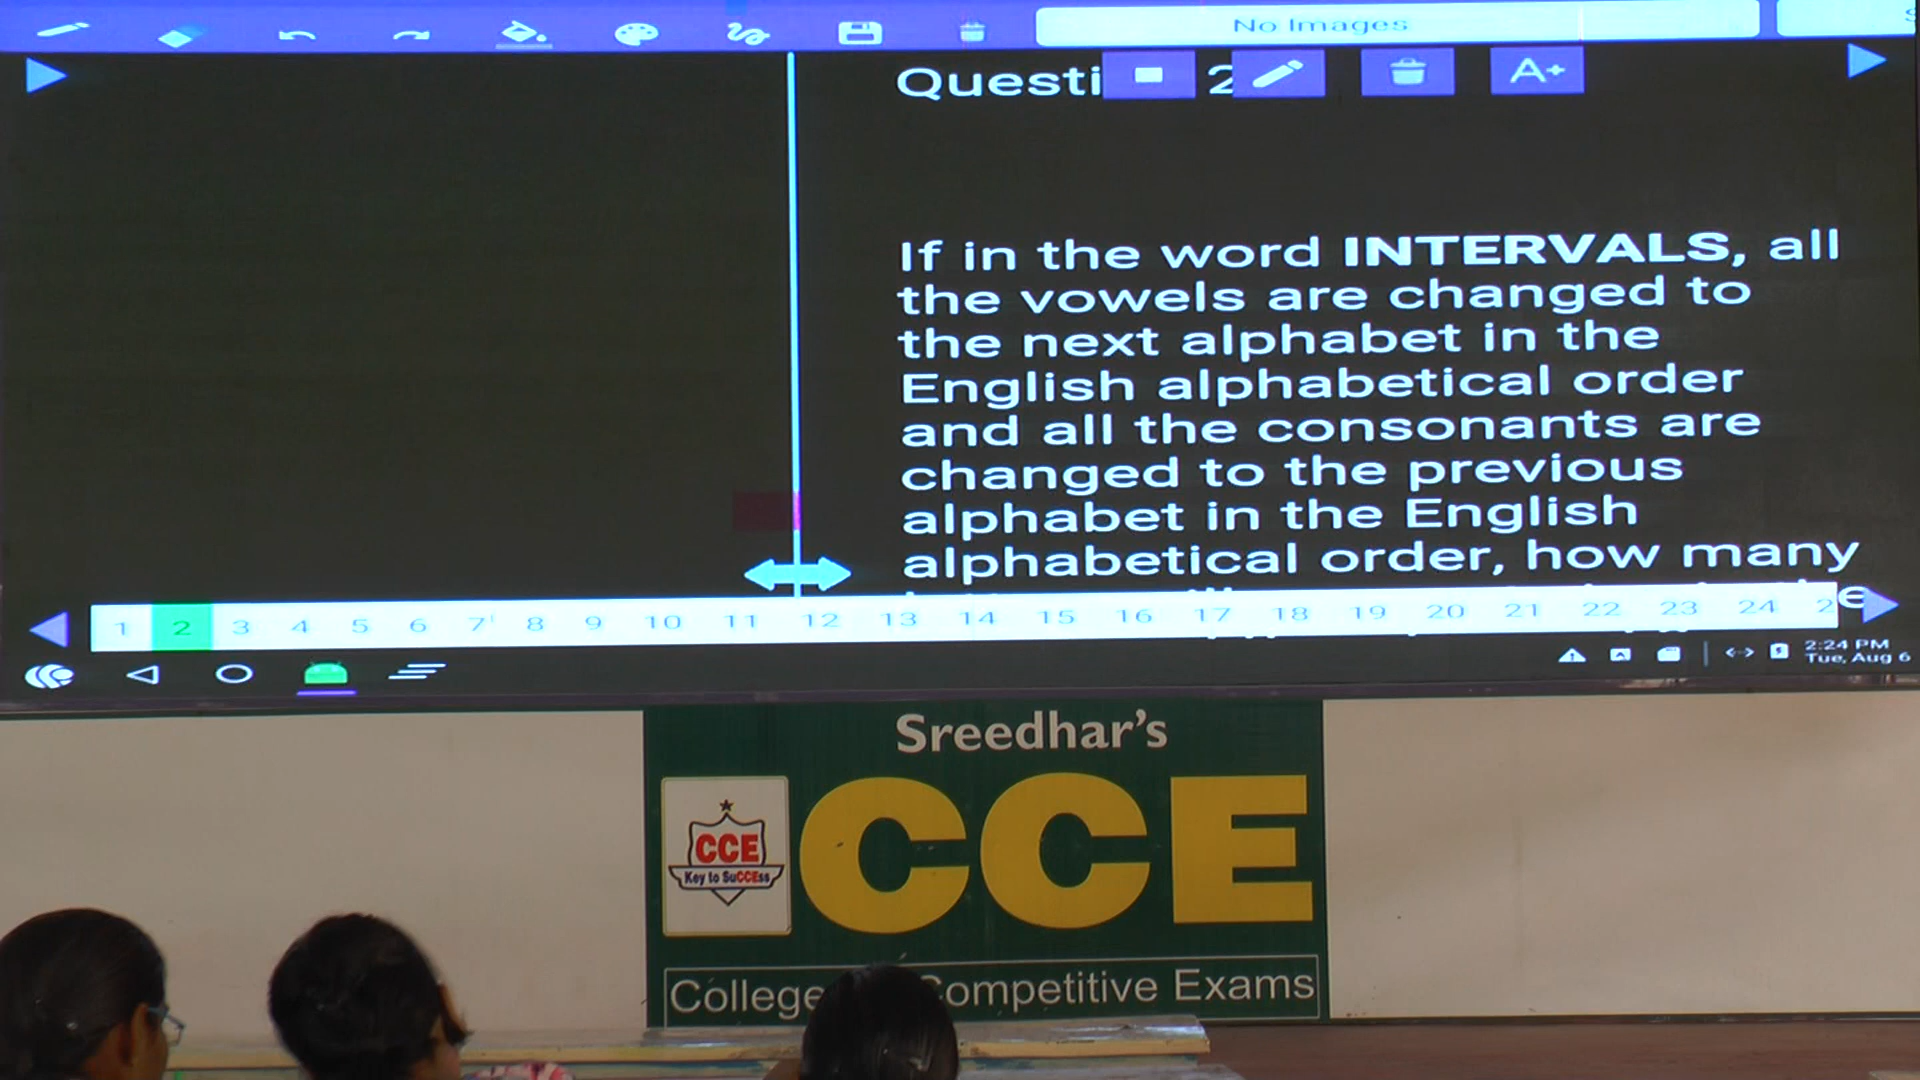 No Images
Questi 2
A+
If in the word INTERVALS, all
the vowels are changed to
the next alphabet in the
English alphabetical order
and all the consonants are
changed to the previous
alphabet in the English
alphabetical order, how many
1 2 3 4 5 6 7 8 9 10 11 12 13 14 15 16 17 18 19 20 21 22 23 24 2
2:24 PM
Tue, Aug 6
Sreedhar's
CCE
CCE
Key to SuCCEss
College ompetitive Exams